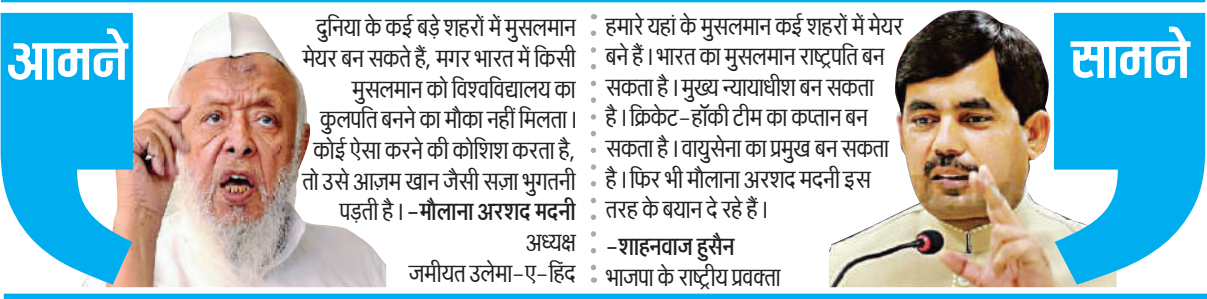 आमने
दुनिया के कई बड़े शहरों में मुसलमान
मेयर बन सकते हैं, मगर भारत में किसी
मुसलमान को विश्वविद्यालय का
कुलपति बनने का मौका नहीं मिलता।
कोई ऐसा करने की कोशिश करता है,
तो उसे आज़म खान जैसी सज़ा भुगतनी
पड़ती है। -मौलाना अरशद मदनी
अध्यक्ष
जमीयत उलेमा-ए-हिंद
हमारे यहां के मुसलमान कई शहरों में मेयर
बने हैं। भारत का मुसलमान राष्ट्रपति बन
सकता है। मुख्य न्यायाधीश बन सकता
है। क्रिकेट-हॉकी टीम का कप्तान बन
सकता है। वायुसेना का प्रमुख बन सकता
है। फिर भी मौलाना अरशद मदनी इस
तरह के बयान दे रहे हैं।
-शाहनवाज हुसैन
भाजपा के राष्ट्रीय प्रवक्ता
सामने